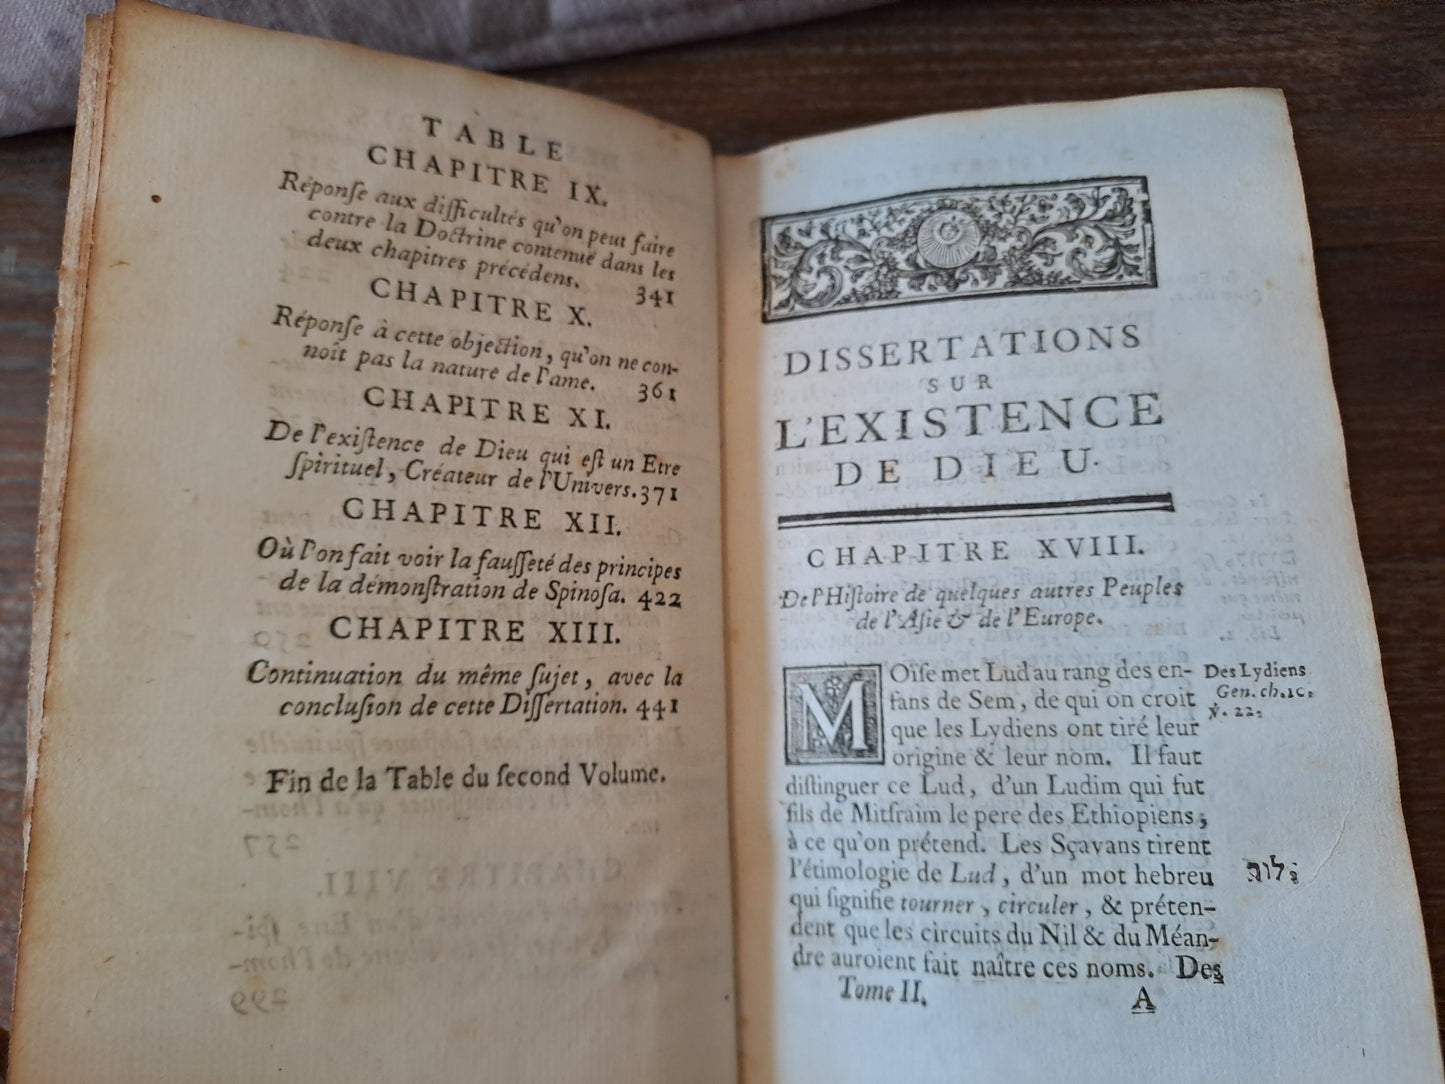 TABLE
CHAPITRE IX.
Réponſe aux difficultés qu'on peut faire
contre la Doctrine contenuë dans les
deux chapitres précédens. 341
CHAPITRE X.
Réponſe à cette objection, qu'on ne con-
noît pas la nature de l'ame. 361
CHAPITRE XI.
De l'exiſtence de Dieu qui eſt un Etre
ſpirituel, Créateur de l'Univers. 371
CHAPITRE XII.
Où l'on fait voir la fauſſeté des principes
de la démonſtration de Spinoſa. 422
CHAPITRE XIII.
Continuation du même ſujet, avec la
concluſion de cette Diſſertation. 441
Fin de la Table du ſecond Volume.
DISSERTATIONS
SUR
L'EXISTENCE
DE DIEU.
CHAPITRE XVIII.
De l'Hiſtoire de quelques autres Peuples
de l'Aſie & de l'Europe.
MOiſe met Lud au rang des en-
fans de Sem, de qui on croit
que les Lydiens ont tiré leur
origine & leur nom. Il faut
diſtinguer ce Lud, d'un Ludim qui fut
fils de Mitſraim le pere des Ethiopiens,
à ce qu'on prétend. Les Sçavans tirent
l'étimologie de Lud, d'un mot hebreu
qui ſignifie tourner, circuler, & préten-
dent que les circuits du Nil & du Méan-
dre auroient fait naître ces noms. Des
Tome II. A
Des Lydiens
Gen. ch. 10.
℣. 22.